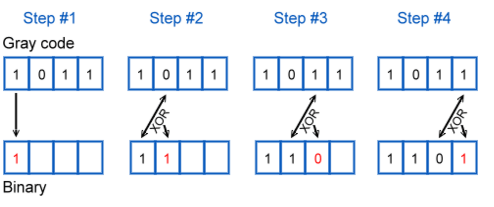 Step #1 Step #2 Step #3 Step #4
Gray code
1 0 1 1 1 0 1 1 1 0 1 1 1 0 1 1
XOR XOR XOR
1 1 1 1 1 0 1 1 0 1
Binary